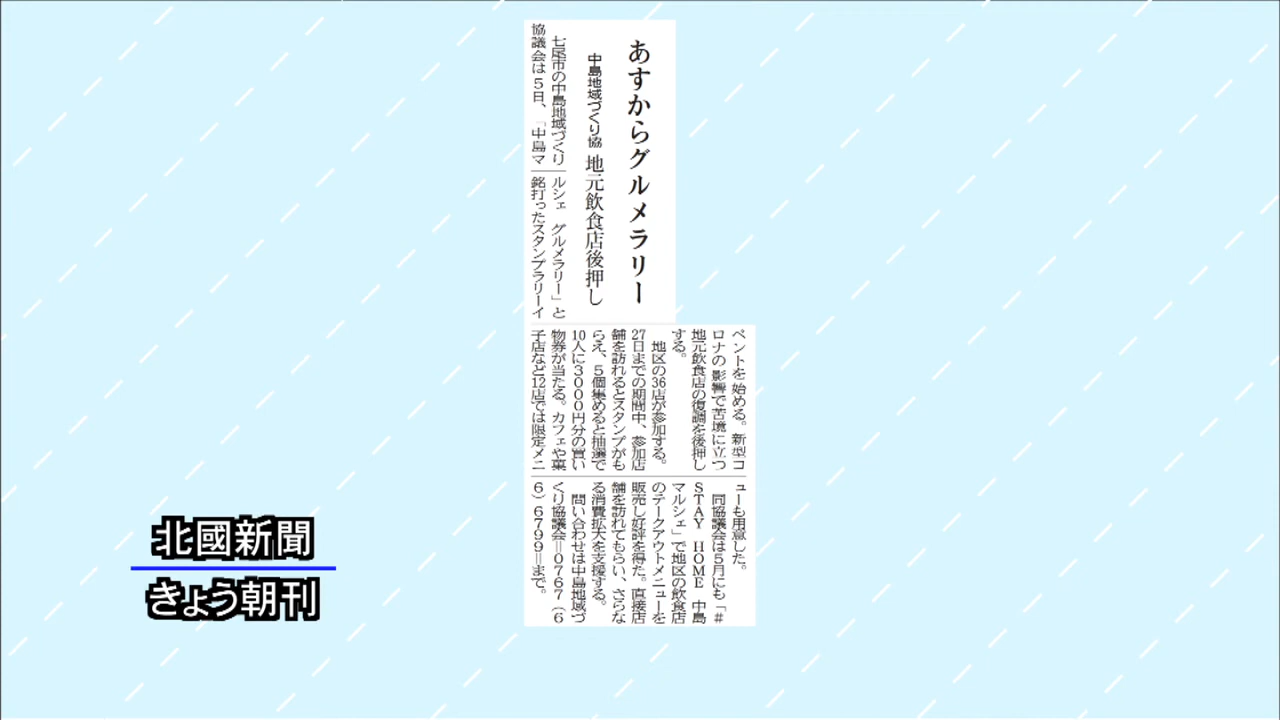 あすからグルメラリー
中島地域づくり協 地元飲食店後押し
七尾市の中島地域づくり
協議会は5日、「中島マ
ルシェ グルメラリー」と
銘打ったスタンプラリーイ
ベントを始める。新型コ
ロナの影響で苦境に立つ
地元飲食店の復調を後押し
する。
地区の36店が参加する。
27日までの期間中、参加店
舗を訪れるとスタンプがも
らえ、5個集めると抽選で
10人に3000円分の買い
物券が当たる。カフェや菓
子店など12店では限定メニ
ューも用意した。
同協議会は5月にも「#
STAY HOME 中島
マルシェ」で地区の飲食店
のテークアウトメニューを
販売し好評を得た。直接店
舗を訪れてもらい、さらな
る消費拡大を支援する。
問い合わせは中島地域づ
くり協議会=0767(6
6)6799=まで。
北國新聞
きょう朝刊